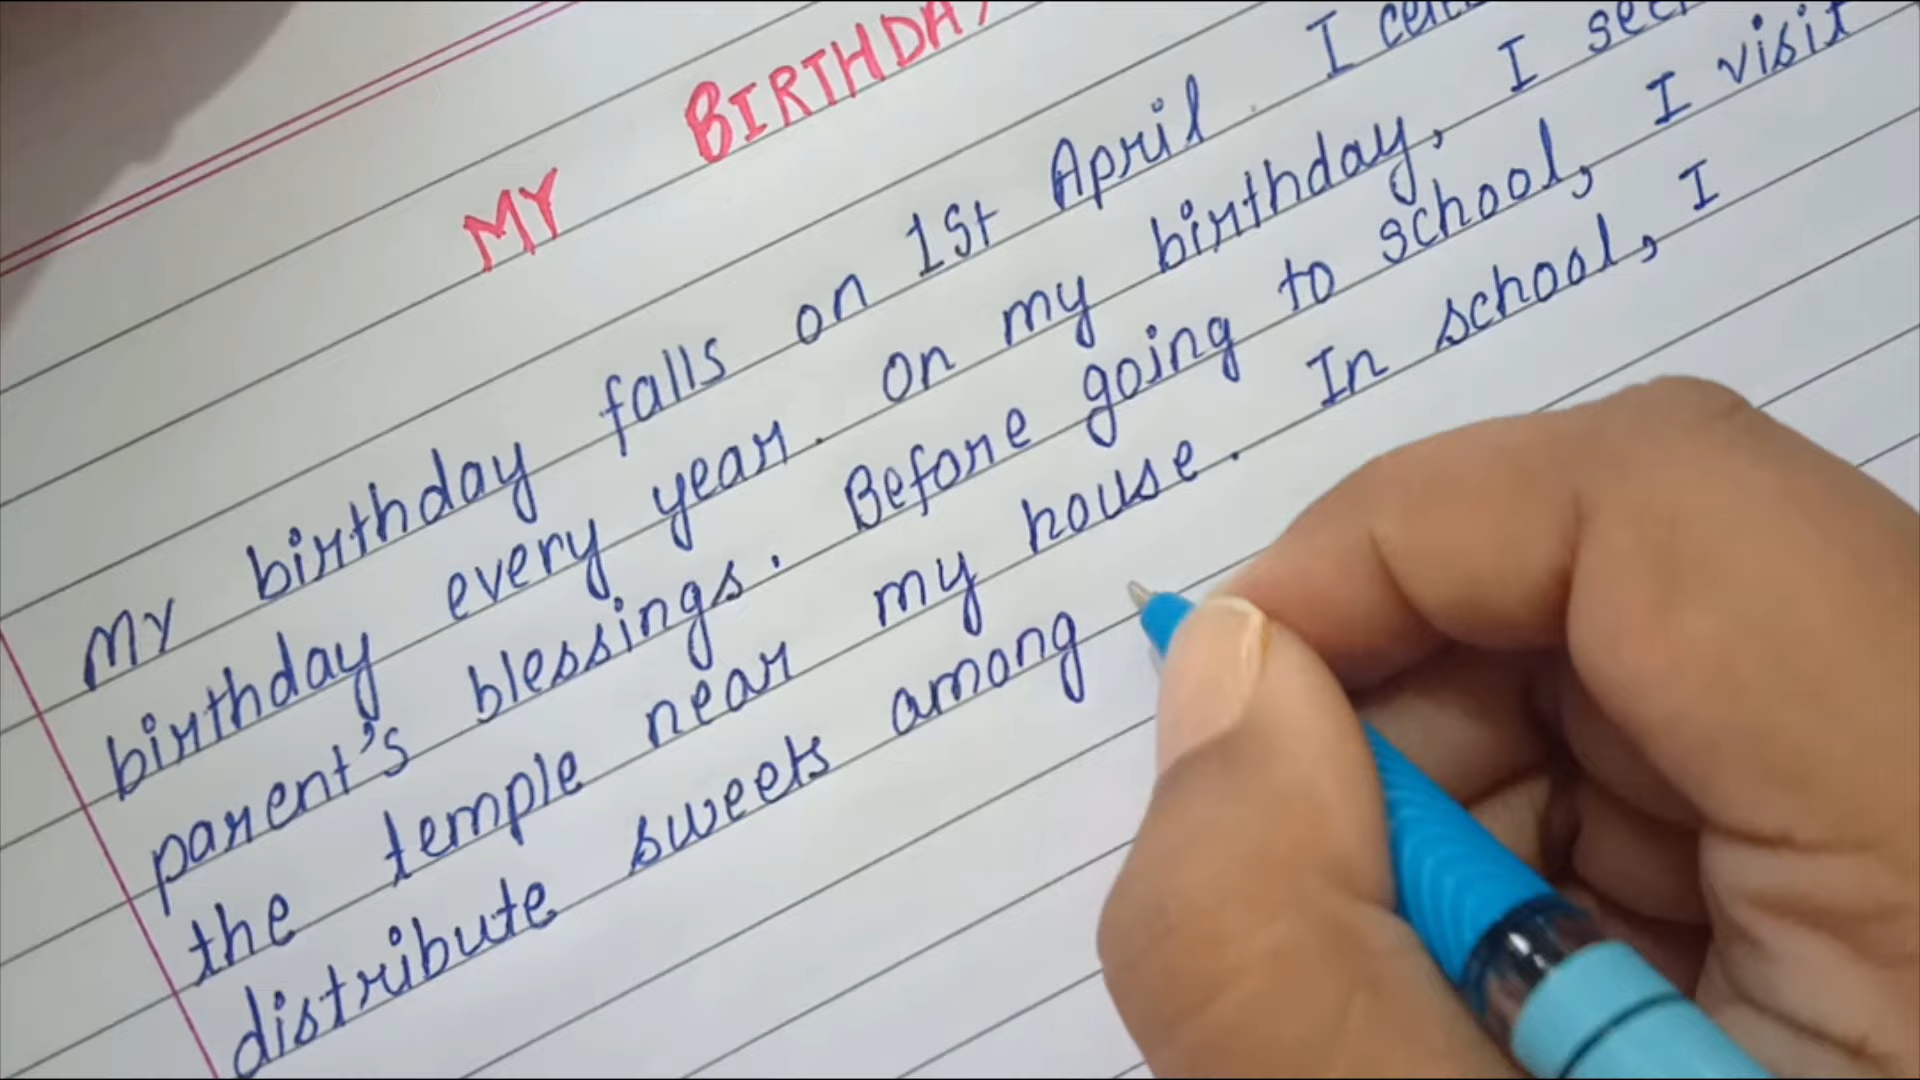 MY BIRTHDAY
My birthday falls on 1st April. I
birthday every year. On my birthday, I
parent's blessings. Before going to school, I visit
the temple near my house. In school, I
distribute sweets among